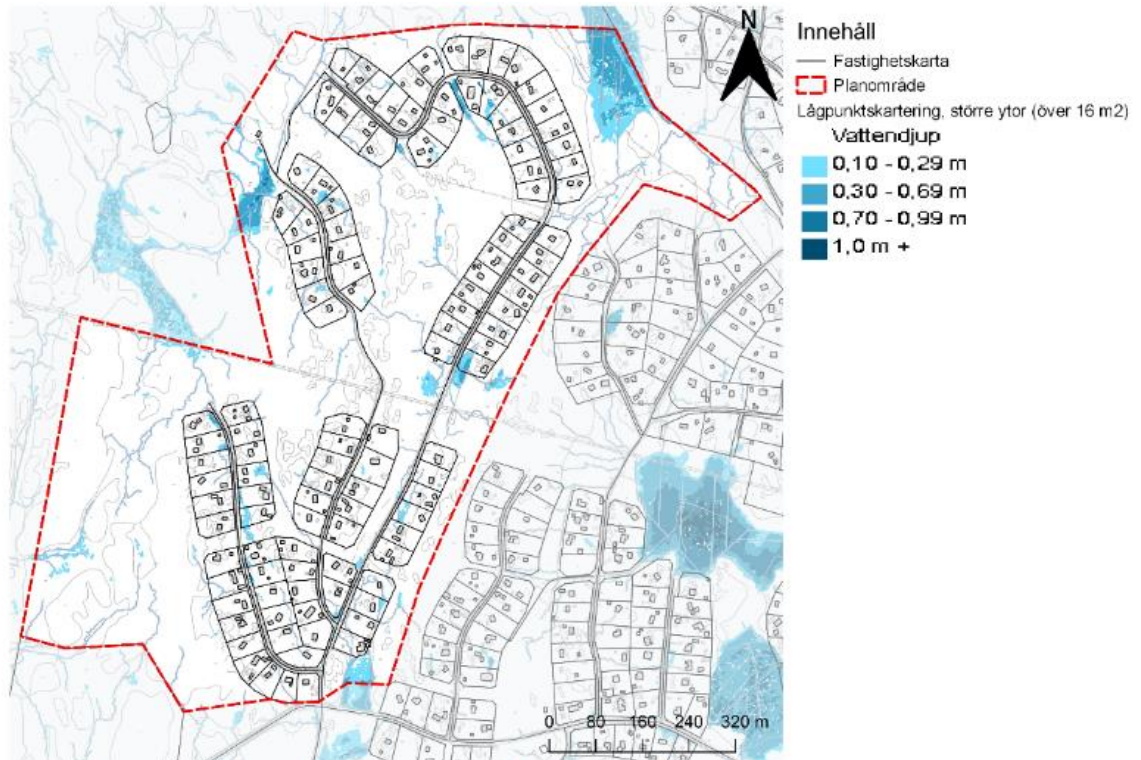 N
Innehåll
Fastighetskarta
Planområde
Lågpunktskartering, större ytor (över 16 m2)
Vattendjup
0,10 - 0,29 m
0,30 - 0,69 m
0,70 - 0,99 m
1,0 m +
0 80 160 240 320 m